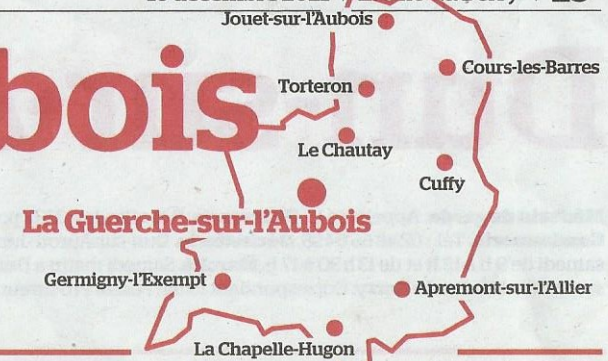 Jouet-sur-l'Aubois
bois
Cours-les-Barres
Torteron
Le Chautay
Cuffy
La Guerche-sur-l'Aubois
Germigny-l'Exempt
Apremont-sur-l'Allier
La Chapelle-Hugon